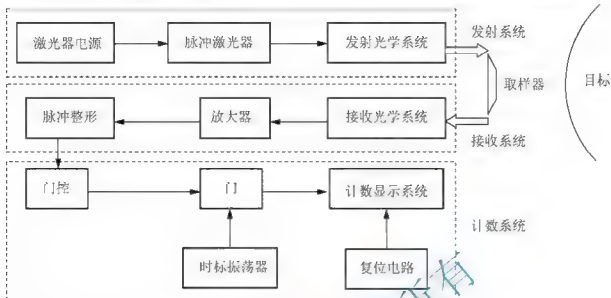 激光器电源
脉冲激光器
发射光学系统
发射系统
取样器
目标
脉冲整形
放大器
接收光学系统
接收系统
门控
门
计数显示系统
计数系统
时标振荡器
复位电路
有